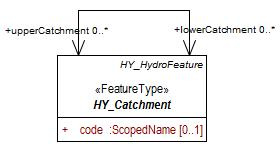 +upperCatchment 0..*
+lowerCatchment 0..*
HY_HydroFeature
«FeatureType»
HY_Catchment
+ code :ScopedName [0..1]